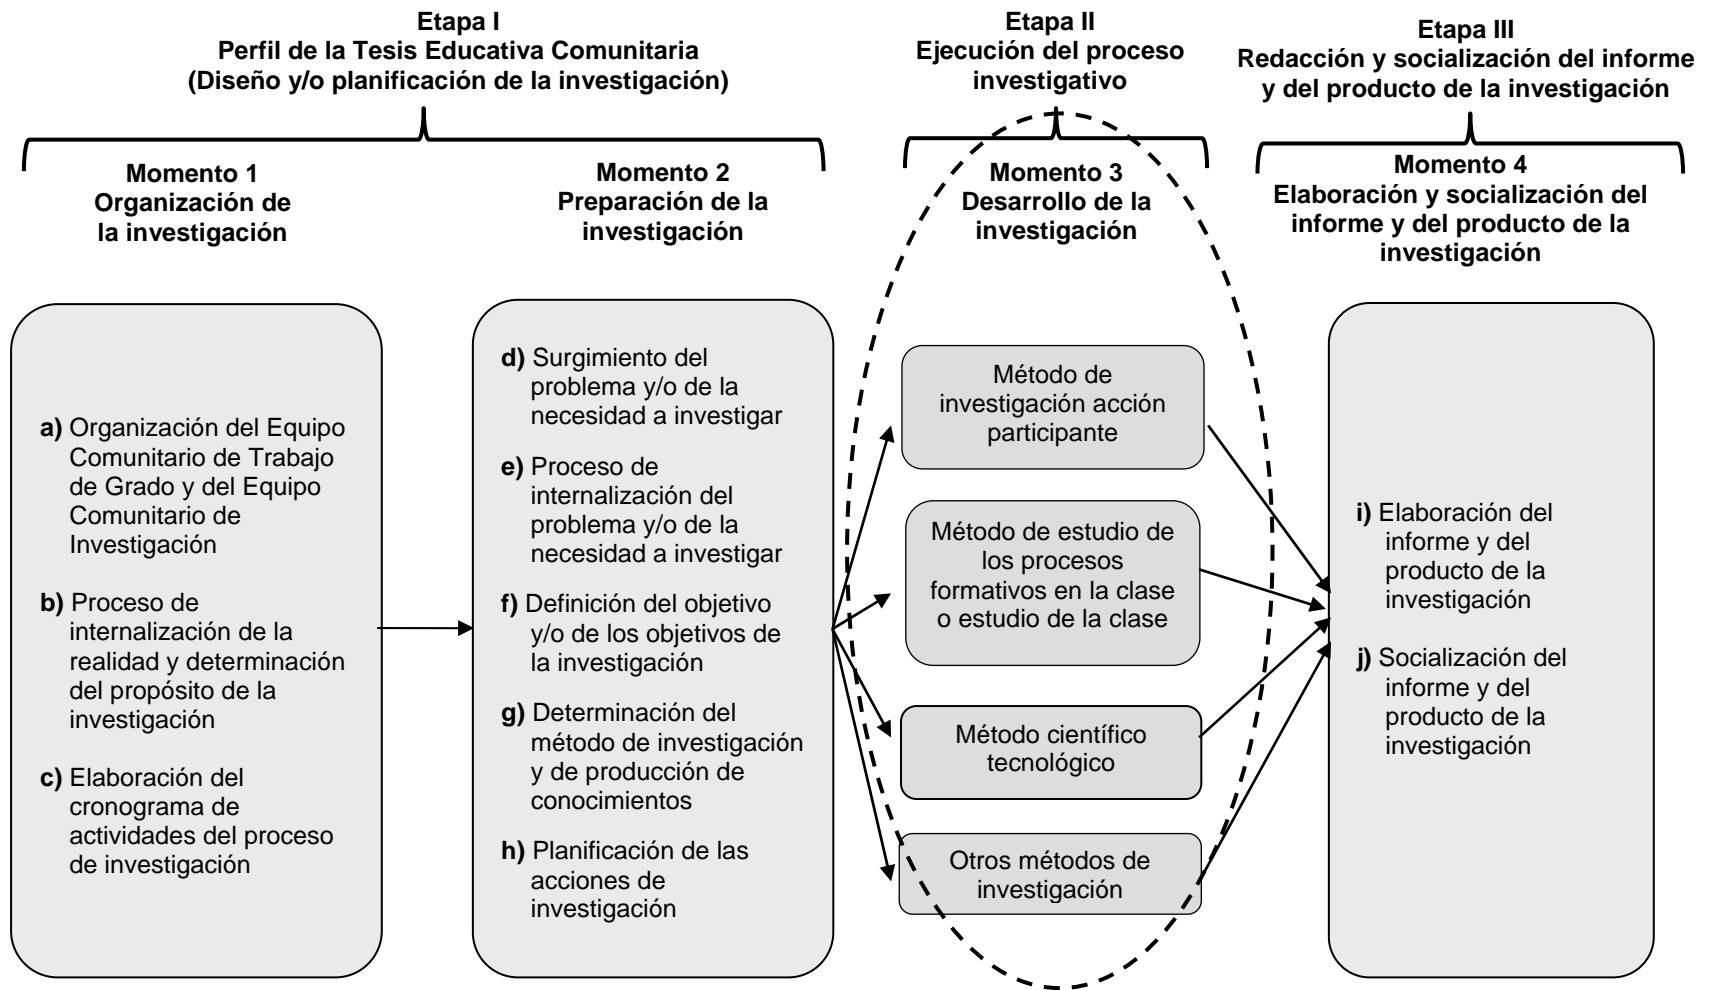 Etapa I
Perfil de la Tesis Educativa Comunitaria
(Diseño y/o planificación de la investigación)
Etapa II
Ejecución del proceso
investigativo
Etapa III
Redacción y socialización del informe
y del producto de la investigación
Momento 1
Organización de
la investigación
Momento 2
Preparación de la
investigación
Momento 3
Desarrollo de la
investigación
Momento 4
Elaboración y socialización del
informe y del producto de la
investigación
a) Organización del Equipo
Comunitario de Trabajo
de Grado y del Equipo
Comunitario de
Investigación
b) Proceso de
internalización de la
realidad y determinación
del propósito de la
investigación
c) Elaboración del
cronograma de
actividades del proceso
de investigación
d) Surgimiento del
problema y/o de la
necesidad a investigar
e) Proceso de
internalización del
problema y/o de la
necesidad a investigar
f) Definición del objetivo
y/o de los objetivos de
la investigación
g) Determinación del
método de investigación
y de producción de
conocimientos
h) Planificación de las
acciones de
investigación
Método de
investigación acción
participante
Método de estudio de
los procesos
formativos en la clase
o estudio de la clase
Método científico
tecnológico
Otros métodos de
investigación
i) Elaboración del
informe y del
producto de la
investigación
j) Socialización del
informe y del
producto de la
investigación